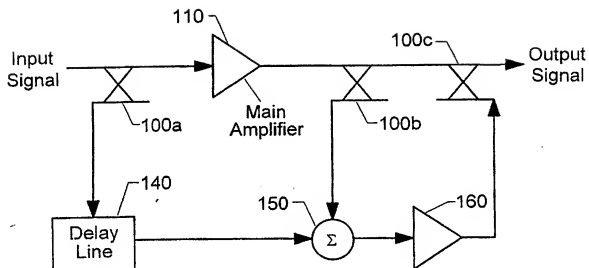 110
100c
Input
Signal
Output
Signal
Main
Amplifier
100a
100b
140
150
160
Delay
Line
Σ